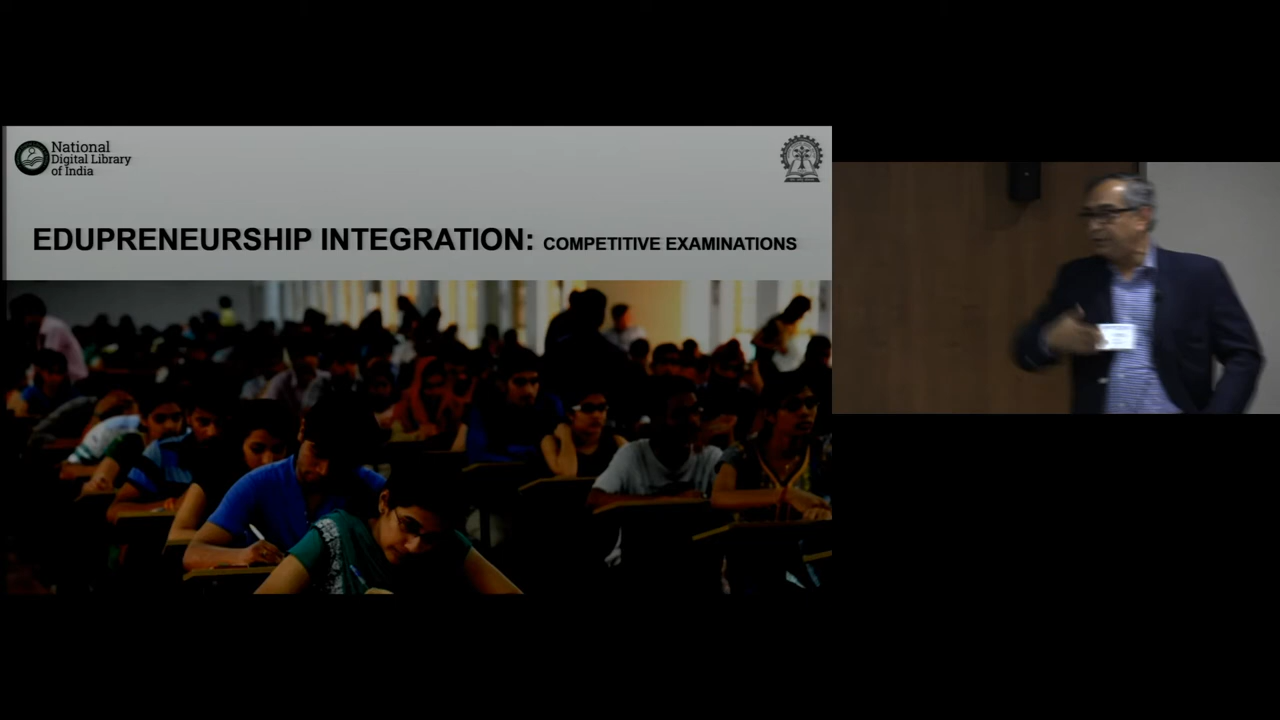 National
Digital Library
of India
EDUPRENEURSHIP INTEGRATION: COMPETITIVE EXAMINATIONS